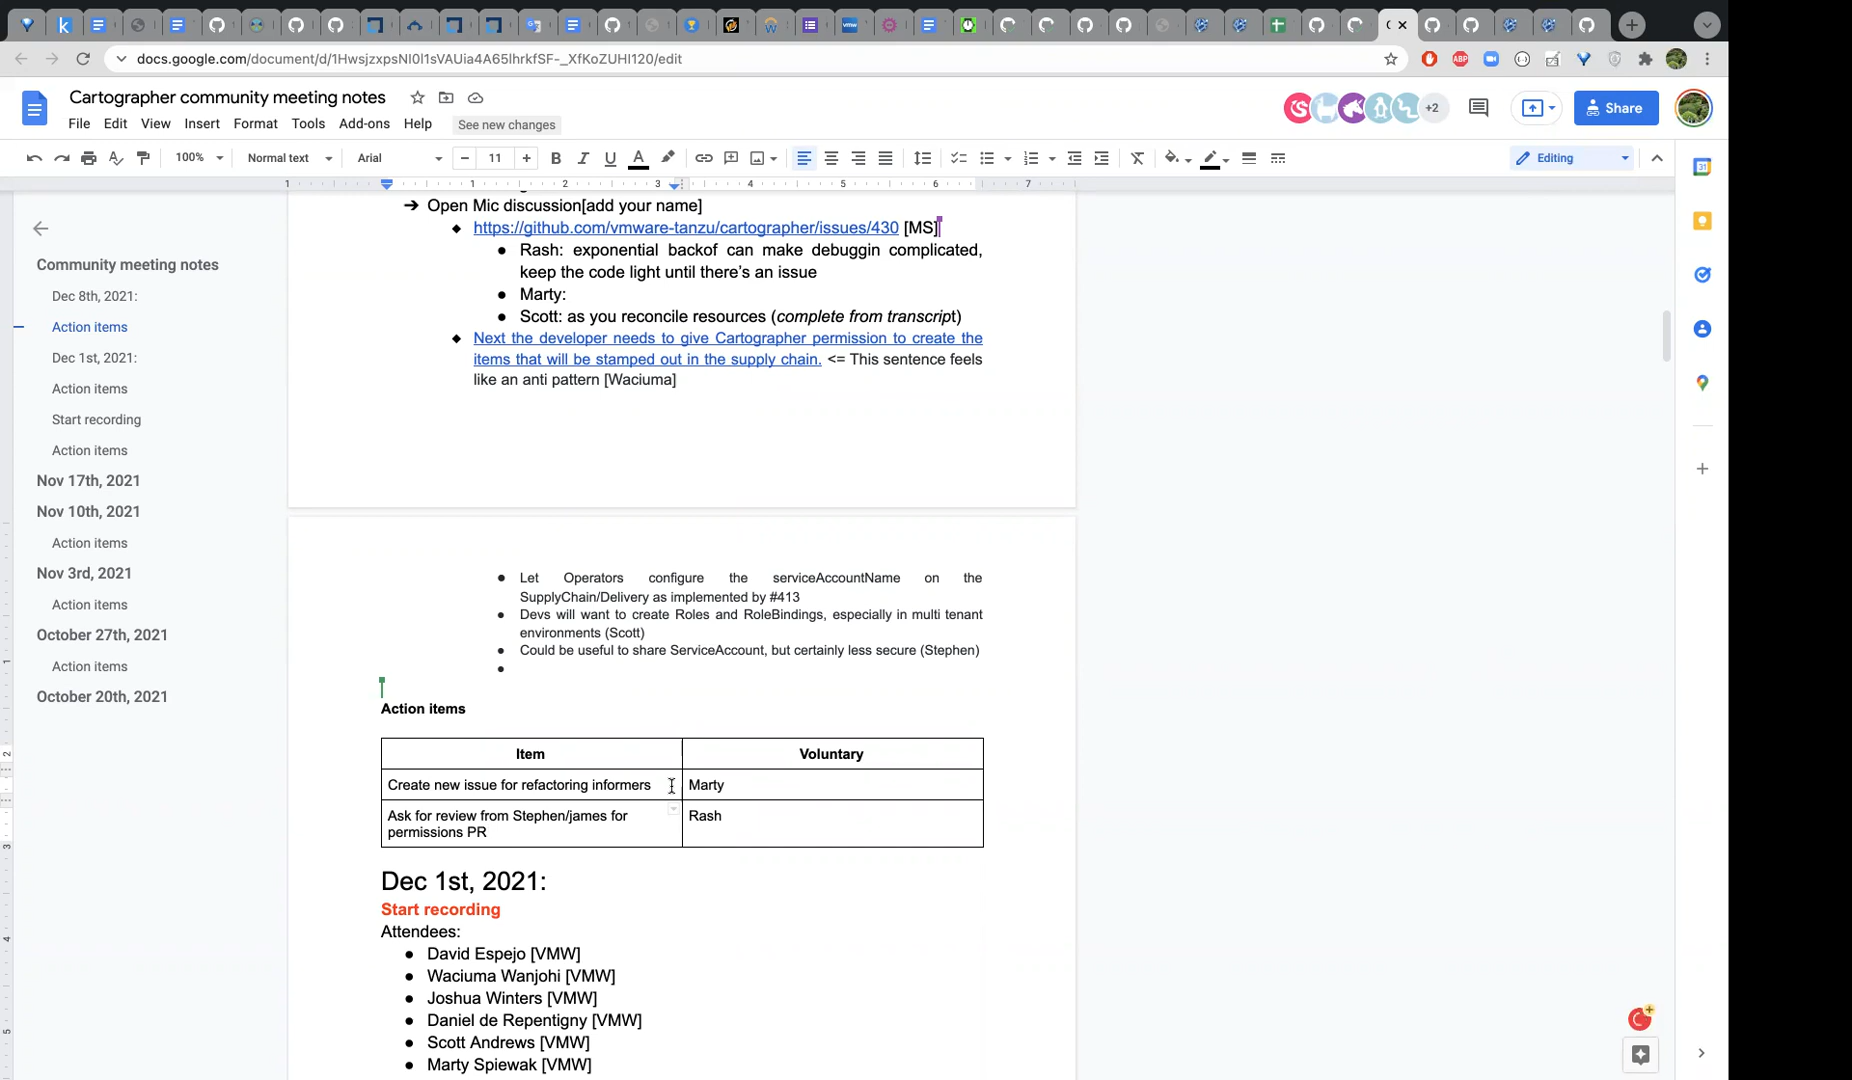 docs.google.com/document/d/1HwsjzxpsNI0l1sVAUia4A65lhrkfSF-_XfKoZUHI120/edit
Cartographer community meeting notes
+2
Share
File Edit View Insert Format Tools Add-ons Help See new changes
100% Normal text Arial 11 Editing
1 1 2 3 4 5 6 7
➔ Open Mic discussion[add your name]
◆ https://github.com/vmware-tanzu/cartographer/issues/430 [MS]
● Rash: exponential backof can make debuggin complicated,
keep the code light until there's an issue
● Marty:
● Scott: as you reconcile resources (complete from transcript)
◆ Next the developer needs to give Cartographer permission to create the
items that will be stamped out in the supply chain. <= This sentence feels
like an anti pattern [Waciuma]
Community meeting notes
Dec 8th, 2021:
Action items
Dec 1st, 2021:
Action items
Start recording
Action items
Nov 17th, 2021
Nov 10th, 2021
Action items
Nov 3rd, 2021
Action items
October 27th, 2021
Action items
October 20th, 2021
● Let Operators configure the serviceAccountName on the
SupplyChain/Delivery as implemented by #413
● Devs will want to create Roles and RoleBindings, especially in multi tenant
environments (Scott)
● Could be useful to share ServiceAccount, but certainly less secure (Stephen)
●
Action items
Item Voluntary
Create new issue for refactoring informers Marty
Ask for review from Stephen/james for
permissions PR
Rash
Dec 1st, 2021:
Start recording
Attendees:
● David Espejo [VMW]
● Waciuma Wanjohi [VMW]
● Joshua Winters [VMW]
● Daniel de Repentigny [VMW]
● Scott Andrews [VMW]
● Marty Spiewak [VMW]